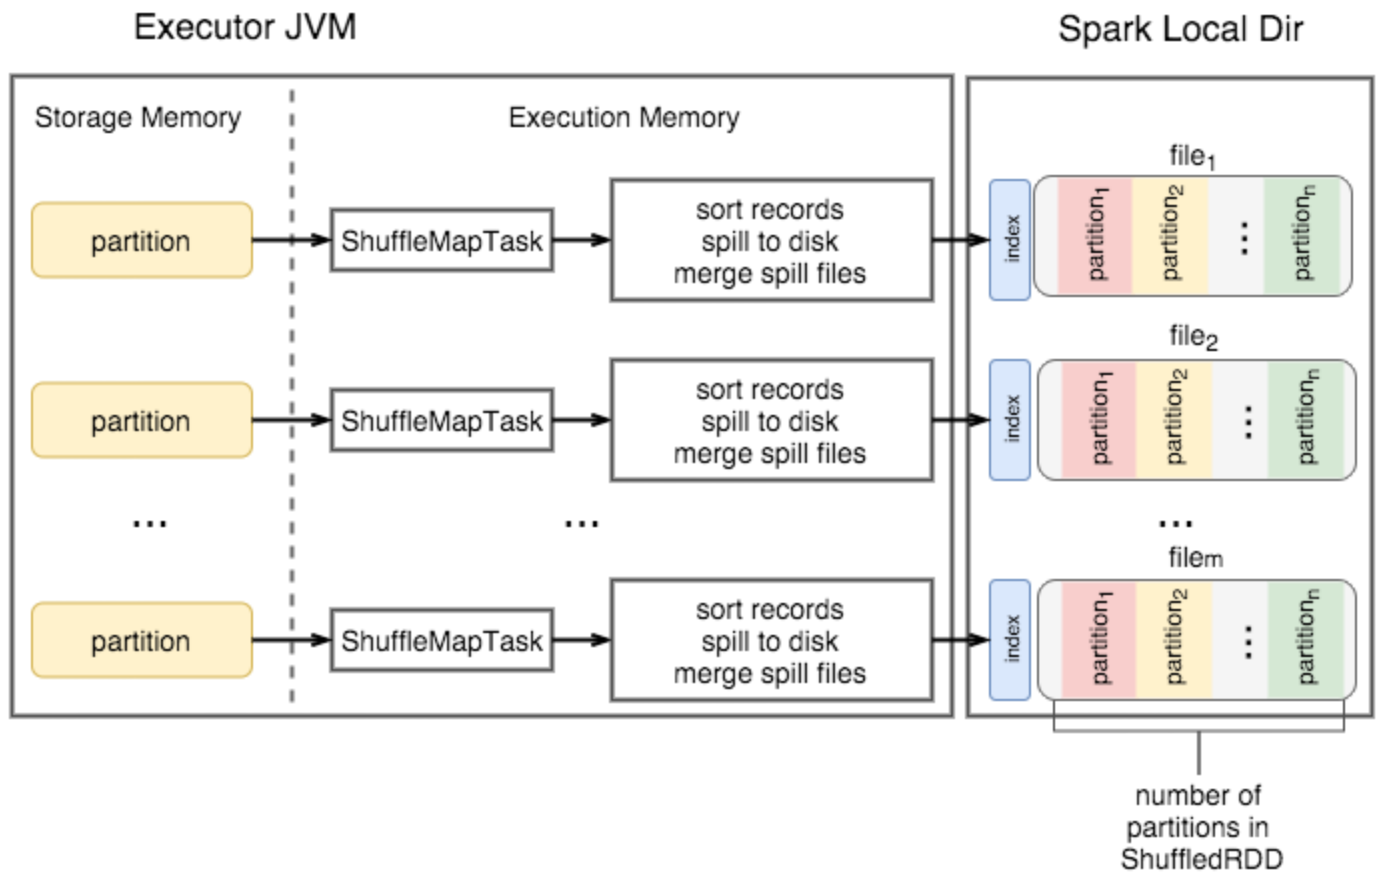 Executor JVM
Spark Local Dir
Storage Memory
Execution Memory
partition
ShuffleMapTask
sort records
spill to disk
merge spill files
index
file1
partition1
partition2
...
partitionn
partition
ShuffleMapTask
sort records
spill to disk
merge spill files
index
file2
partition1
partition2
...
partitionn
...
...
...
partition
ShuffleMapTask
sort records
spill to disk
merge spill files
index
filem
partition1
partition2
...
partitionn
number of
partitions in
ShuffledRDD